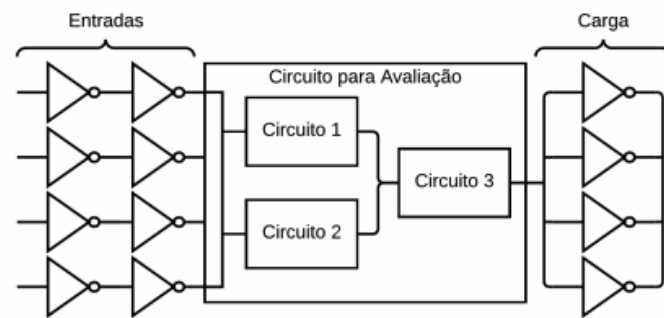 Entradas
Carga
Circuito para Avaliação
Circuito 1
Circuito 3
Circuito 2